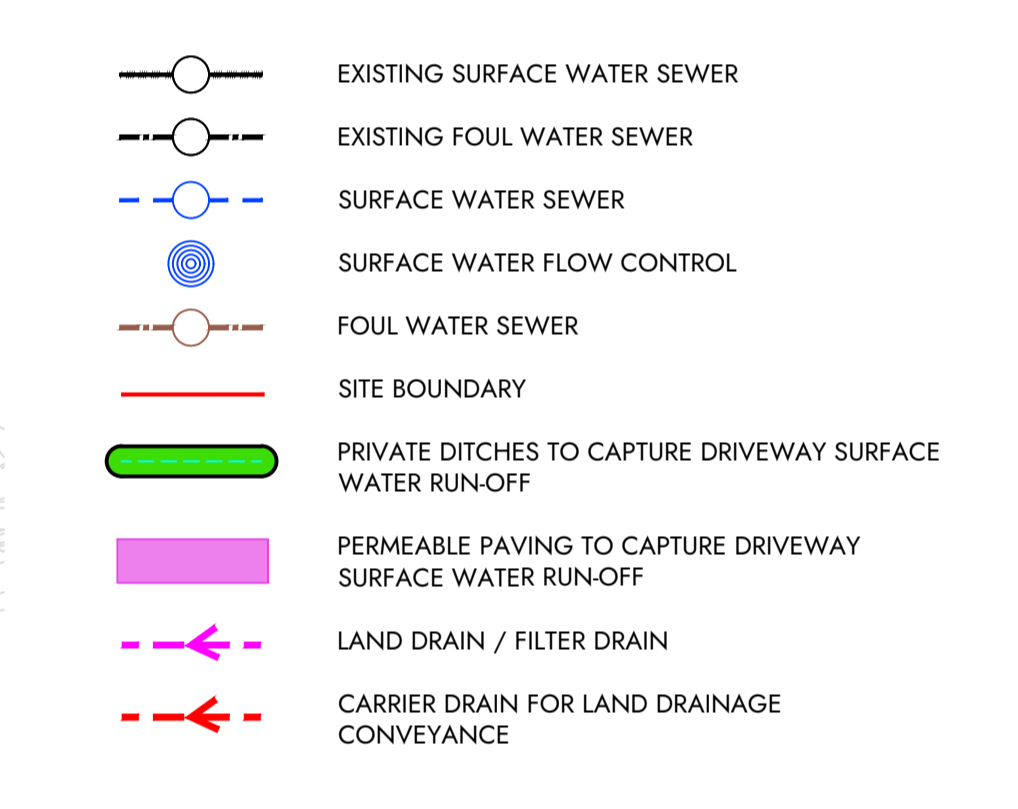 EXISTING SURFACE WATER SEWER
EXISTING FOUL WATER SEWER
SURFACE WATER SEWER
SURFACE WATER FLOW CONTROL
FOUL WATER SEWER
SITE BOUNDARY
PRIVATE DITCHES TO CAPTURE DRIVEWAY SURFACE
WATER RUN-OFF
PERMEABLE PAVING TO CAPTURE DRIVEWAY
SURFACE WATER RUN-OFF
LAND DRAIN / FILTER DRAIN
CARRIER DRAIN FOR LAND DRAINAGE
CONVEYANCE